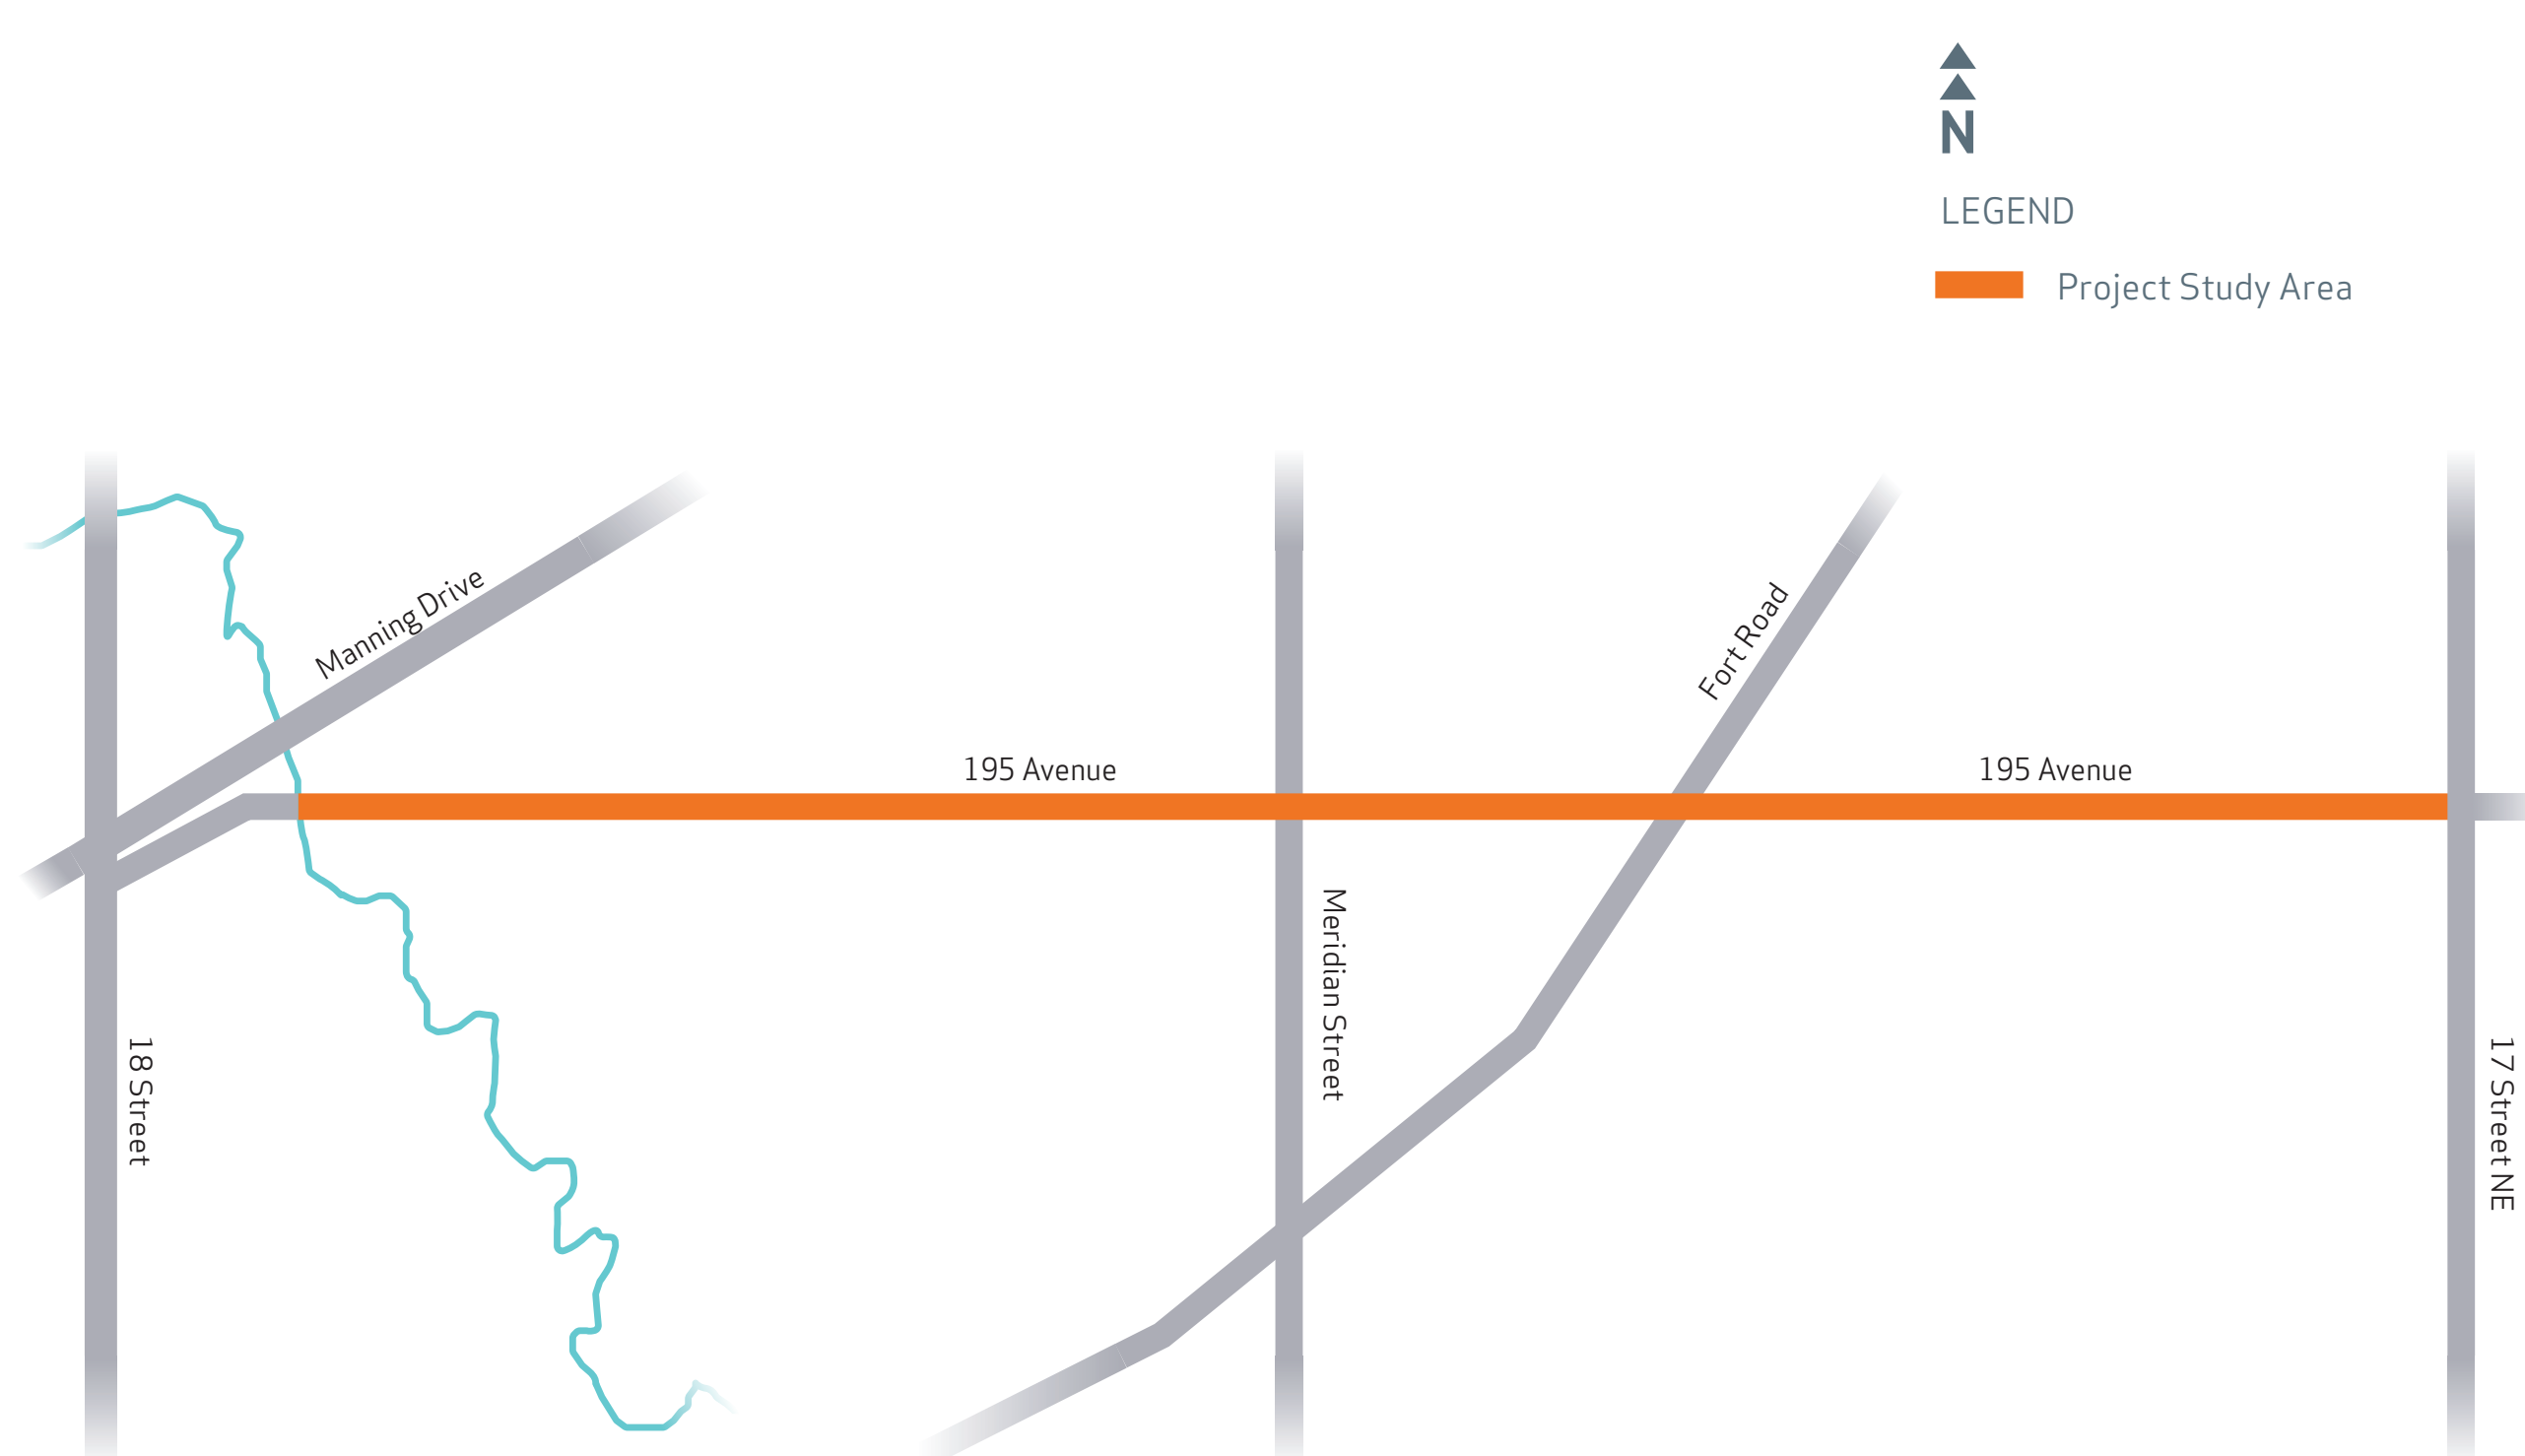 N
LEGEND
Project Study Area
Manning Drive
Fort Road
195 Avenue
195 Avenue
Meridian Street
18 Street
17 Street NE